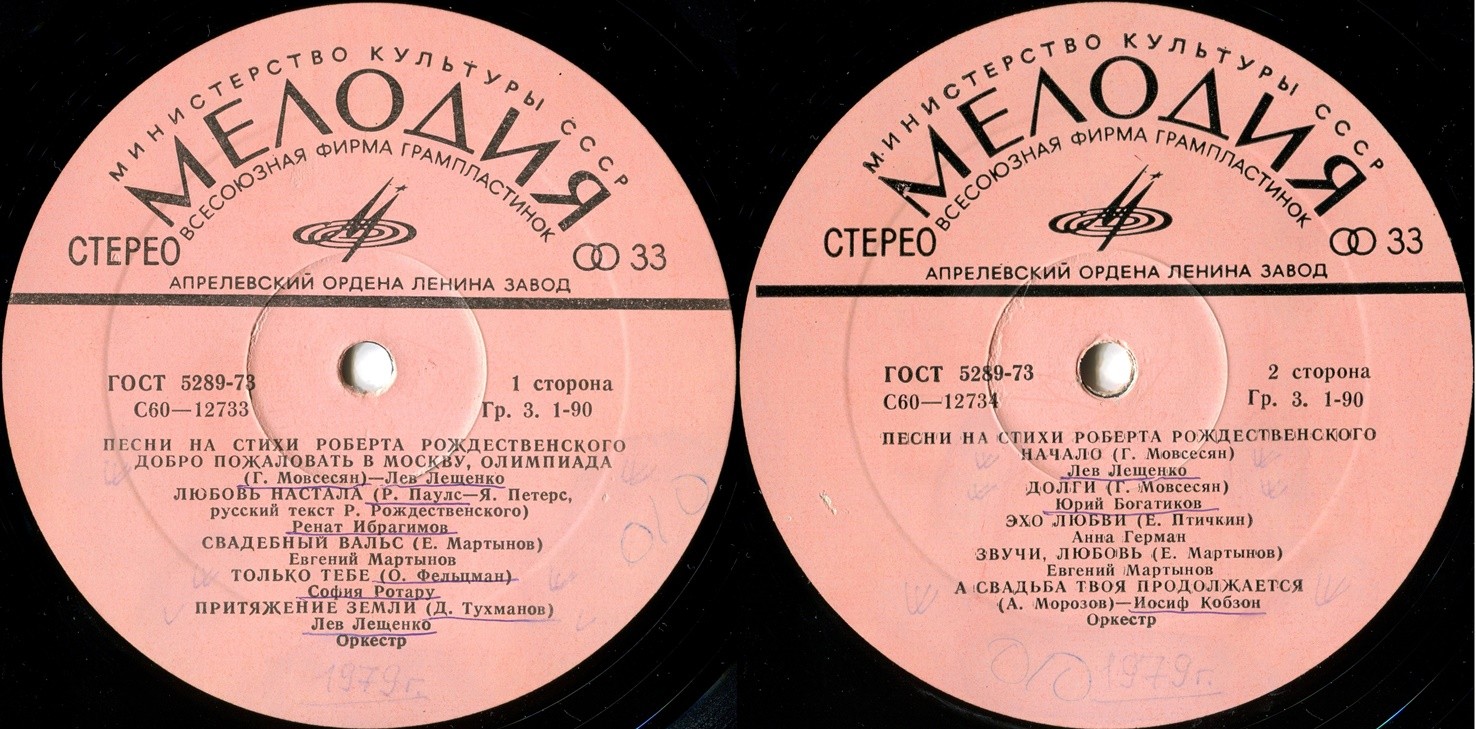 МИНИСТЕРСТВО КУЛЬТУРЫ СССР
МЕЛОДИЯ
ВСЕСОЮЗНАЯ ФИРМА ГРАМПЛАСТИНОК
СТЕРЕО
33
АПРЕЛЕВСКИЙ ОРДЕНА ЛЕНИНА ЗАВОД
ГОСТ 5289-73 1 сторона
С60—12733 Гр. 3. 1-90
ПЕСНИ НА СТИХИ РОБЕРТА РОЖДЕСТВЕНСКОГО
ДОБРО ПОЖАЛОВАТЬ В МОСКВУ, ОЛИМПИАДА
(Г. Мовсесян)—Лев Лещенко
ЛЮБОВЬ НАСТАЛА (Р. Паулс—Я. Петерс,
русский текст Р. Рождественского)
Ренат Ибрагимов
СВАДЕБНЫЙ ВАЛЬС (Е. Мартынов)
Евгений Мартынов
ТОЛЬКО ТЕБЕ (О. Фельцман)
София Ротару
ПРИТЯЖЕНИЕ ЗЕМЛИ (Д. Тухманов)
Лев Лещенко
Оркестр
1979г.
МИНИСТЕРСТВО КУЛЬТУРЫ СССР
МЕЛОДИЯ
ВСЕСОЮЗНАЯ ФИРМА ГРАМПЛАСТИНОК
СТЕРЕО
33
АПРЕЛЕВСКИЙ ОРДЕНА ЛЕНИНА ЗАВОД
ГОСТ 5289-73 2 сторона
С60—12734 Гр. 3. 1-90
ПЕСНИ НА СТИХИ РОБЕРТА РОЖДЕСТВЕНСКОГО
НАЧАЛО (Г. Мовсесян)
Лев Лещенко
ДОЛГИ (Г. Мовсесян)
Юрий Богатиков
ЭХО ЛЮБВИ (Е. Птичкин)
Анна Герман
ЗВУЧИ, ЛЮБОВЬ (Е. Мартынов)
Евгений Мартынов
А СВАДЬБА ТВОЯ ПРОДОЛЖАЕТСЯ
(А. Морозов)—Иосиф Кобзон
Оркестр
1979г.